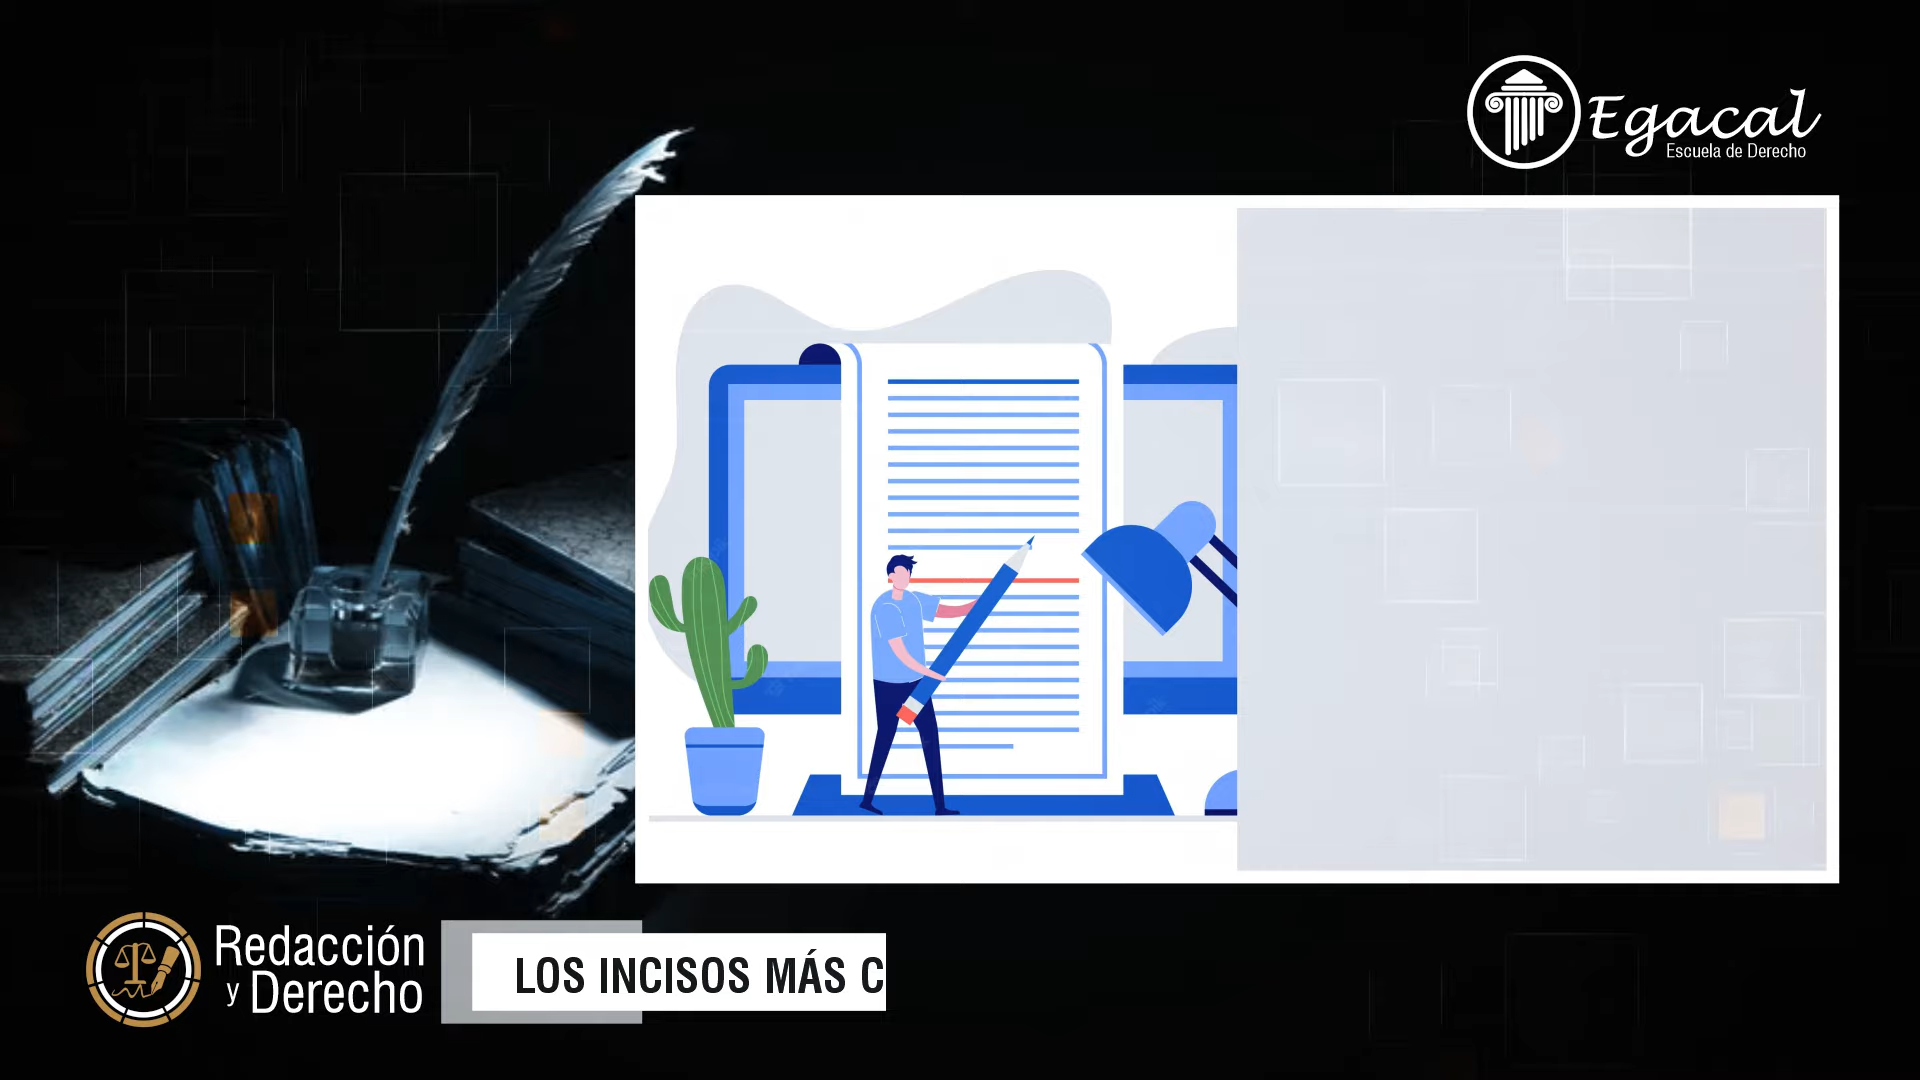 Egacal
Escuela de Derecho
Redacción
y Derecho
LOS INCISOS MÁS C